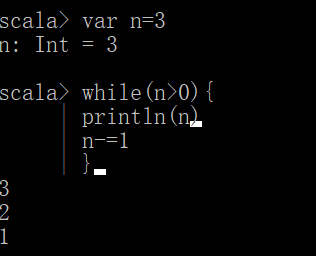 scala> var n=3
n: Int = 3
scala> while(n>0){
| println(n)
| n-=1
| }
3
2
1